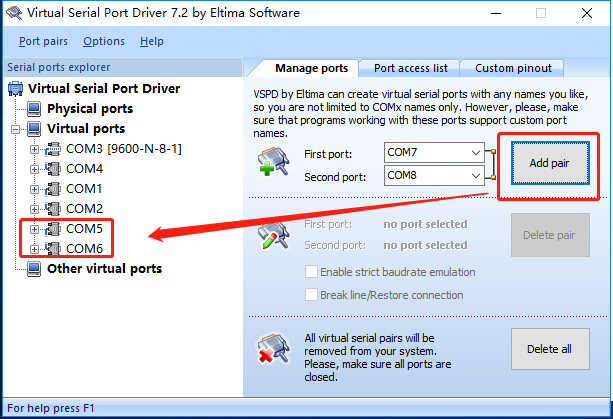 Virtual Serial Port Driver 7.2 by Eltima Software
Port pairs Options Help
Serial ports explorer
Virtual Serial Port Driver
Physical ports
Virtual ports
COM3 [9600-N-8-1]
COM4
COM1
COM2
COM5
COM6
Other virtual ports
Manage ports Port access list Custom pinout
VSPD by Eltima can create virtual serial ports with any names you like,
so you are not limited to COMx names only. However, please, make
sure that programs working with these ports support custom port
names.
First port: COM7
Second port: COM8
Add pair
First port: no port selected
Second port: no port selected
Delete pair
Enable strict baudrate emulation
Break line/Restore connection
All virtual serial pairs will be
removed from your system.
Please, make sure all ports are
closed.
Delete all
For help press F1